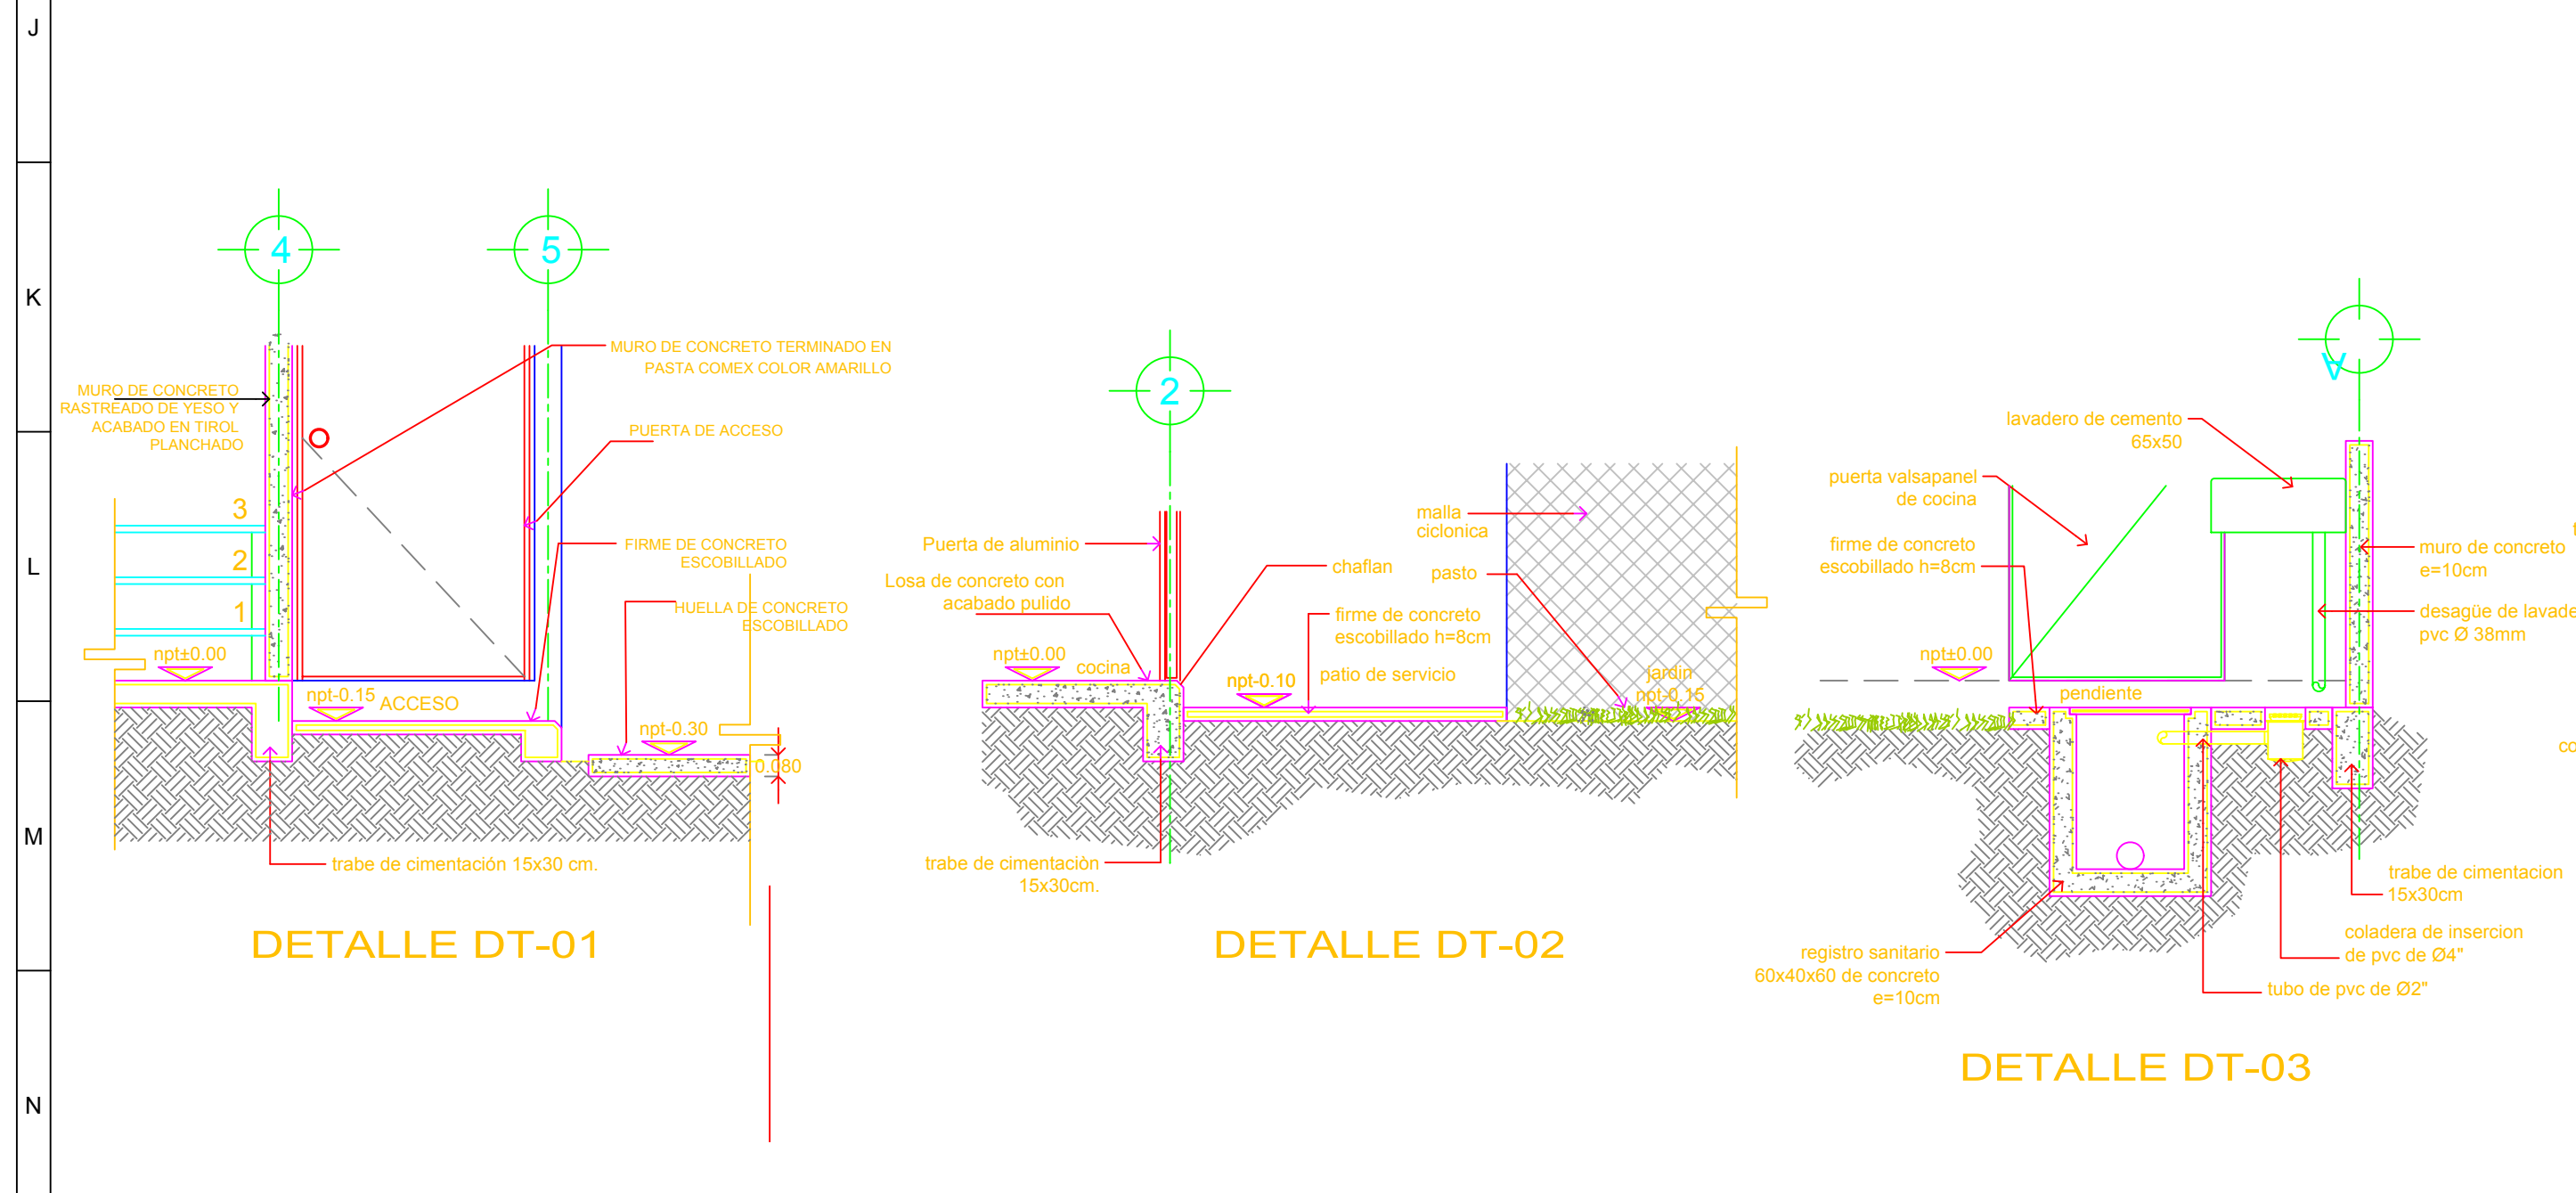 J
K
L
M
N
4
5
MURO DE CONCRETO TERMINADO EN
PASTA COMEX COLOR AMARILLO
MURO DE CONCRETO
RASTREADO DE YESO Y
ACABADO EN TIROL
PLANCHADO
PUERTA DE ACCESO
3
2
1
FIRME DE CONCRETO
ESCOBILLADO
HUELLA DE CONCRETO
ESCOBILLADO
npt±0.00
npt-0.15
ACCESO
npt-0.30
0.080
trabe de cimentación 15x30 cm.
DETALLE DT-01
2
Puerta de aluminio
Losa de concreto con
acabado pulido
malla
ciclonica
chaflan
pasto
firme de concreto
escobillado h=8cm
npt±0.00
cocina
npt-0.10
patio de servicio
jardin
npt-0.15
trabe de cimentaciòn
15x30cm.
DETALLE DT-02
A
lavadero de cemento
65x50
puerta valsapanel
de cocina
firme de concreto
escobillado h=8cm
muro de concreto
e=10cm
desagüe de lavade
pvc Ø 38mm
npt±0.00
pendiente
co
trabe de cimentacion
15x30cm
coladera de insercion
de pvc de Ø4"
registro sanitario
60x40x60 de concreto
e=10cm
tubo de pvc de Ø2"
DETALLE DT-03